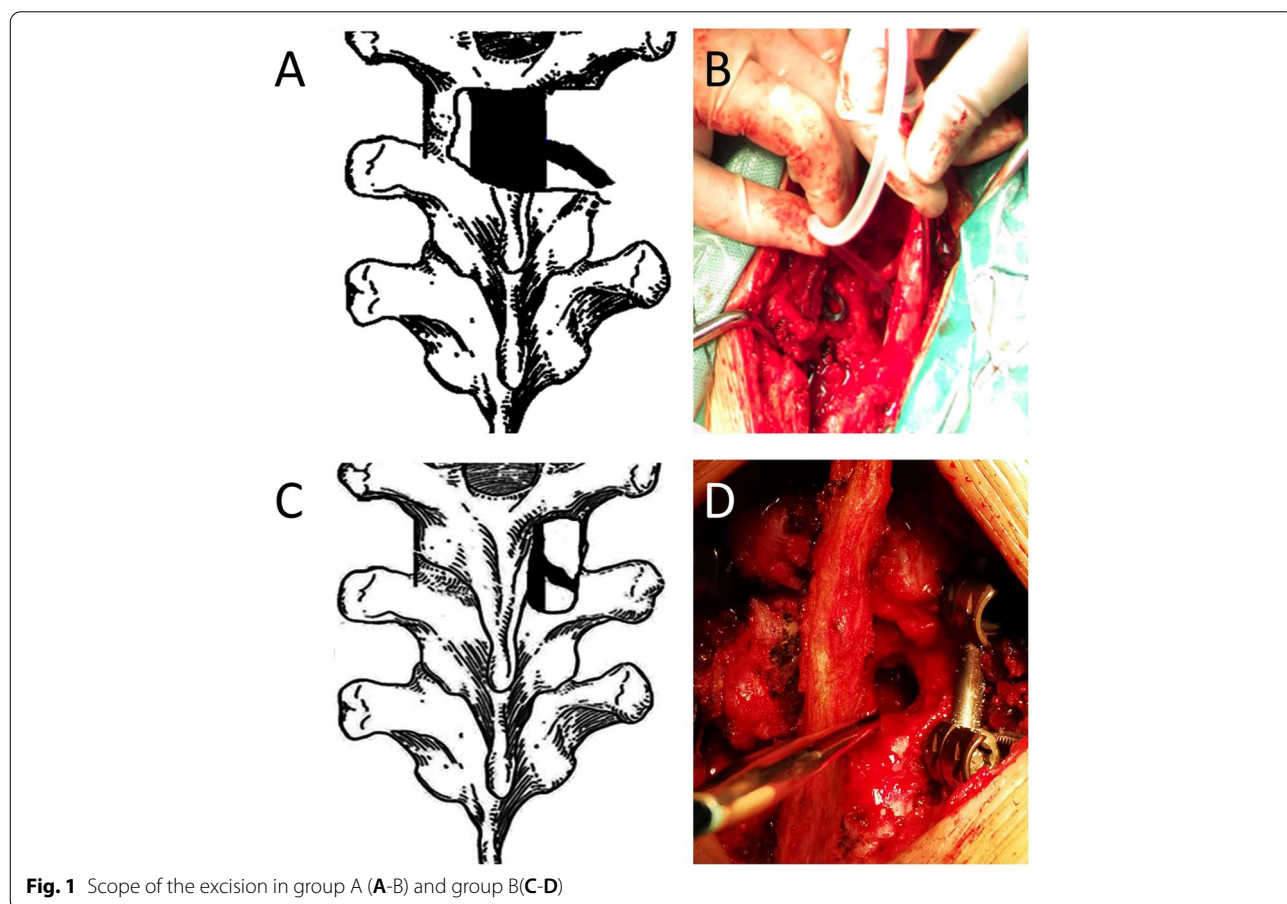 A
B
C
D
Fig. 1 Scope of the excision in group A (A-B) and group B(C-D)